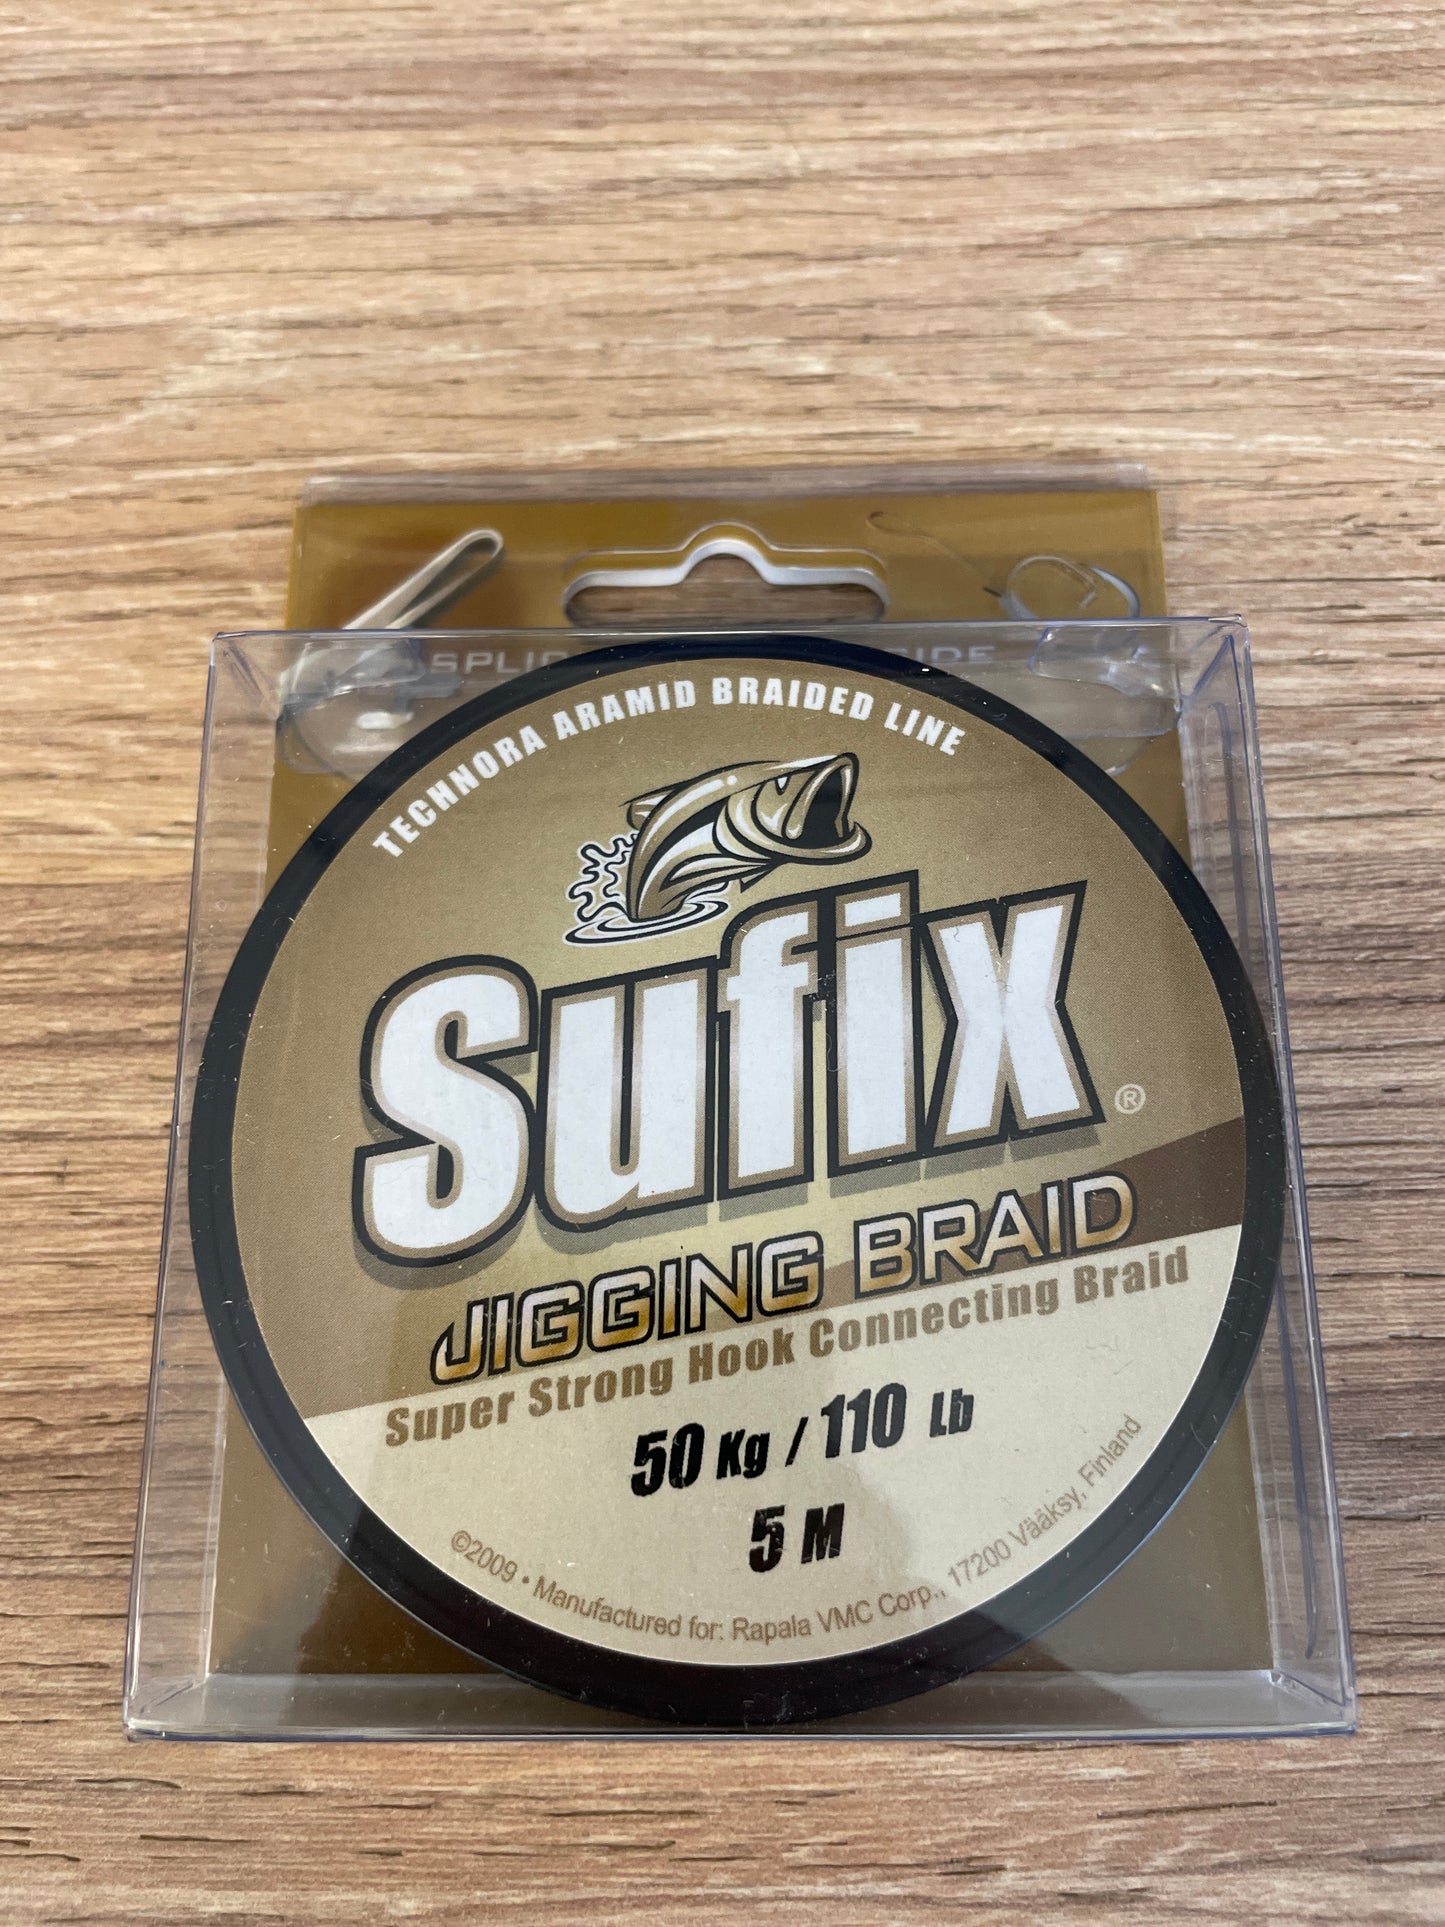 SPLIC
TECHNORA ARAMID BRAIDED LINE
Sufix®
JIGGING BRAID
Super Strong Hook Connecting Braid
50 Kg / 110 Lb
5 M
©2009 • Manufactured for: Rapala VMC Corp., 17200 Vääksy, Finland